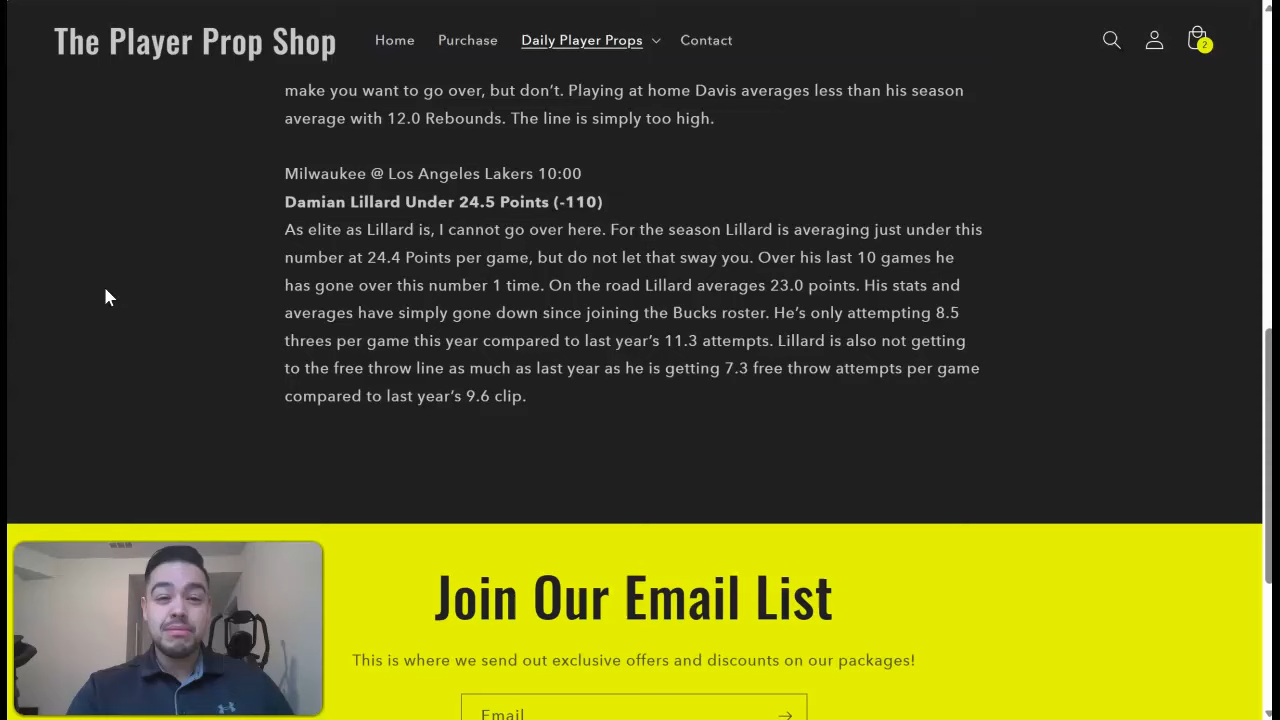 The Player Prop Shop
Home
Purchase
Daily Player Props
Contact
2
make you want to go over, but don’t. Playing at home Davis averages less than his season
average with 12.0 Rebounds. The line is simply too high.
Milwaukee @ Los Angeles Lakers 10:00
Damian Lillard Under 24.5 Points (-110)
As elite as Lillard is, I cannot go over here. For the season Lillard is averaging just under this
number at 24.4 Points per game, but do not let that sway you. Over his last 10 games he
has gone over this number 1 time. On the road Lillard averages 23.0 points. His stats and
averages have simply gone down since joining the Bucks roster. He’s only attempting 8.5
threes per game this year compared to last year’s 11.3 attempts. Lillard is also not getting
to the free throw line as much as last year as he is getting 7.3 free throw attempts per game
compared to last year’s 9.6 clip.
Join Our Email List
This is where we send out exclusive offers and discounts on our packages!
Email